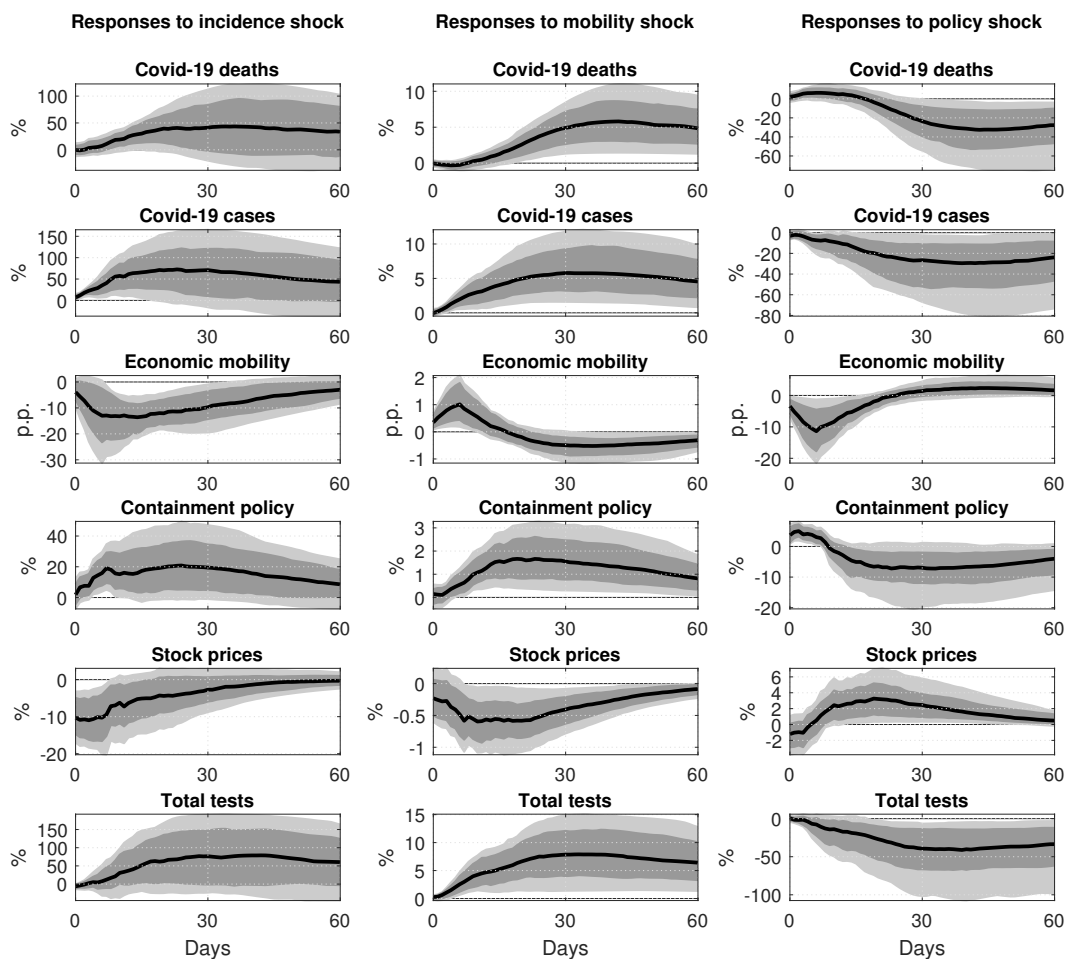 Responses to incidence shock Responses to mobility shock Responses to policy shock
Covid-19 deaths Covid-19 deaths Covid-19 deaths
100 50 0 % 10 5 0 % 0 -20 -40 -60 %
0 30 60 0 30 60 0 30 60
Covid-19 cases Covid-19 cases Covid-19 cases
150 100 50 0 % 10 5 0 % 0 -20 -40 -60 -80 %
0 30 60 0 30 60 0 30 60
Economic mobility Economic mobility Economic mobility
0 -10 -20 -30 p.p. 2 1 0 -1 p.p. 0 -10 -20 p.p.
0 30 60 0 30 60 0 30 60
Containment policy Containment policy Containment policy
40 20 0 % 3 2 1 0 % 0 -10 -20 %
0 30 60 0 30 60 0 30 60
Stock prices Stock prices Stock prices
0 -10 -20 % 0 -0.5 -1 % 6 4 2 0 -2 %
0 30 60 0 30 60 0 30 60
Total tests Total tests Total tests
150 100 50 0 % 15 10 5 0 % 0 -50 -100 %
0 30 60 0 30 60 0 30 60
Days Days Days